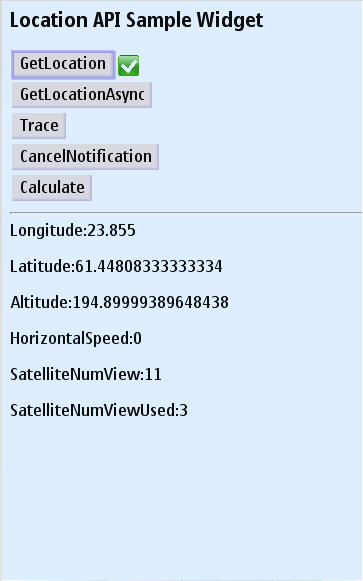 Location API Sample Widget
GetLocation
GetLocationAsync
Trace
CancelNotification
Calculate
Longitude:23.855
Latitude:61.44808333333334
Altitude:194.89999389648438
HorizontalSpeed:0
SatelliteNumView:11
SatelliteNumViewUsed:3